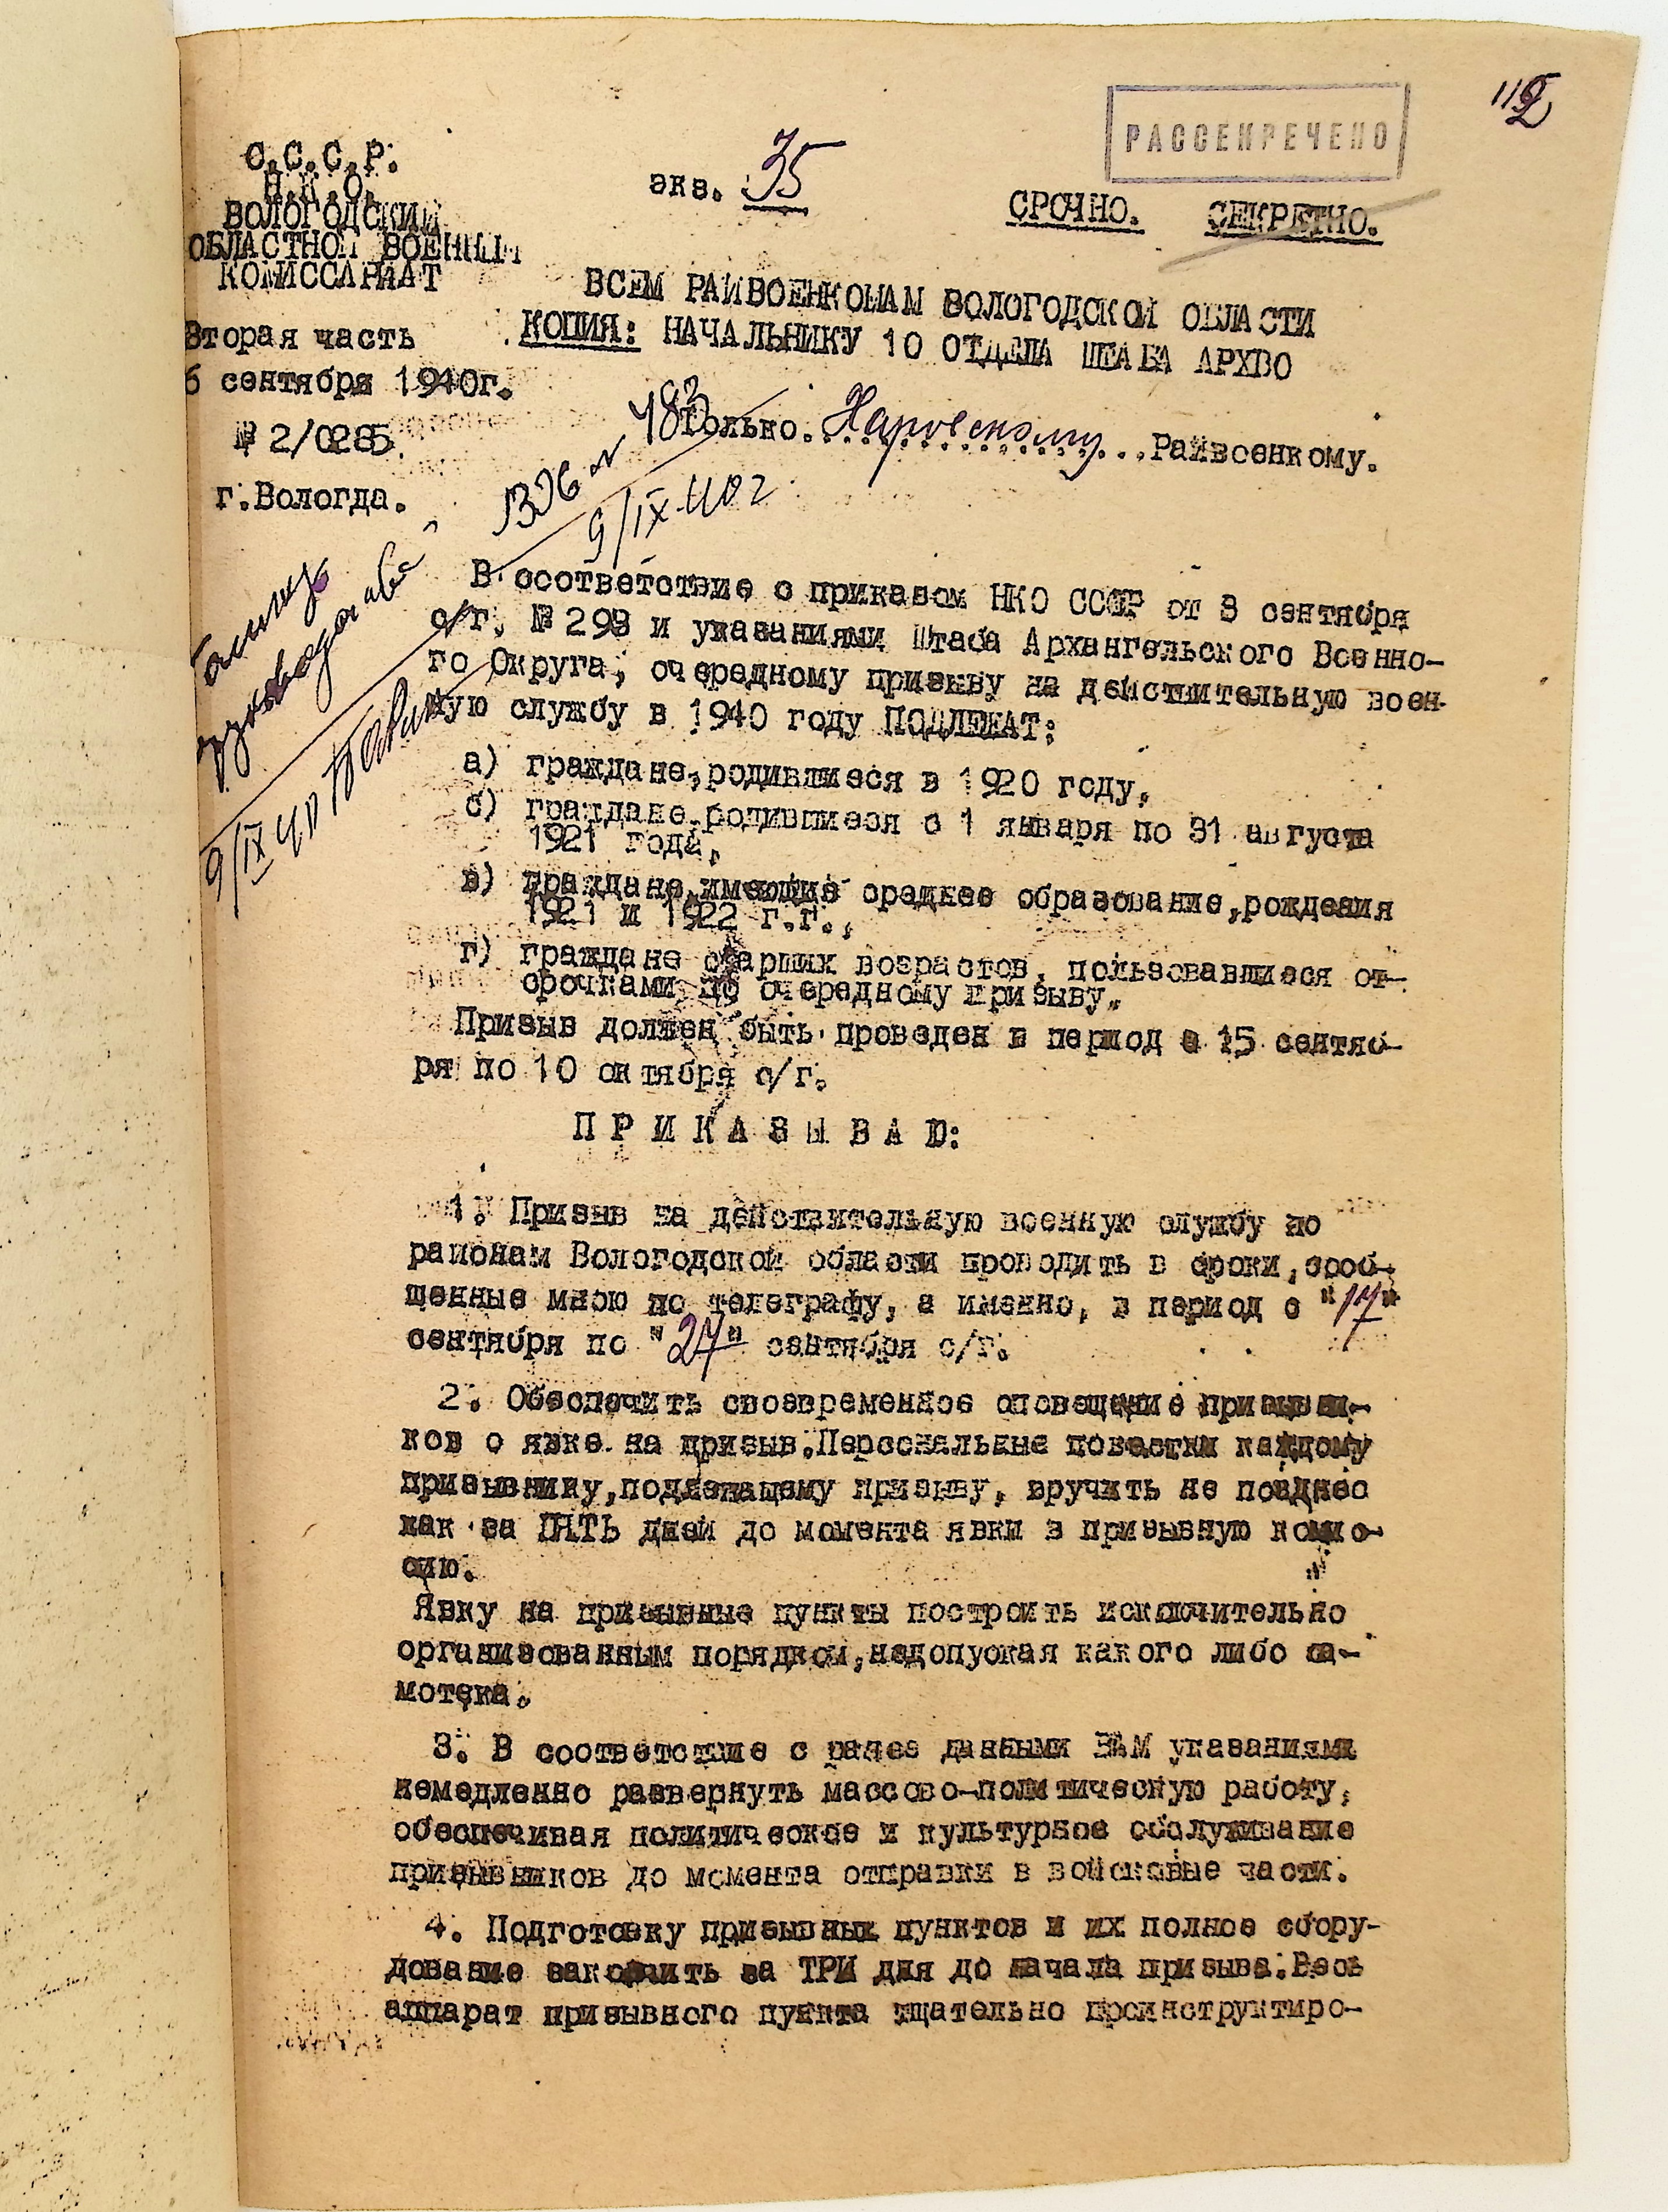 РАССЕКРЕЧЕНО
С.С.С.Р.
Н.К.О.
ВОЛОГОДСКИЙ
ОБЛАСТНОЙ ВОЕННЫЙ
КОМИССАРИАТ
экз. 35
СРОЧНО. СЕКРЕТНО.
ВСЕМ РАЙВОЕНКОМАМ ВОЛОГОДСКОЙ ОБЛАСТИ
КОПИЯ: НАЧАЛЬНИКУ 10 ОТДЕЛА ШТАБА АРХВО
Вторая часть
6 сентября 1940г.
№ 2/0285.
г.Вологда.
Только. Харовскому ...Райвоенкому.
9/IX-40г
9/IX 40
В соответствие с приказом НКО СССР от 3 сентября
с/г. № 293 и указаниями Штаба Архангельского Военно-
го Округа, очередному призыву на действительную воен-
ную службу в 1940 году ПОДЛЕЖАТ:
а) граждане,родившиеся в 1920 году,
б) граждане,родившиеся с 1 января по 31 августа
1921 года,
в) граждане,имеющие среднее образование,рождения
1921 и 1922 г.г.,
г) граждане старших возрастов, пользовавшиеся от-
срочками по очередному призыву.
Призыв должен быть проведен в период с 15 сентяб-
ря по 10 октября с/г.
П Р И К А З Ы В А Ю:
1. Призыв на действительную военную службу по
районам Вологодской области проводить в сроки,сооб-
щенные мною по телеграфу, а именно, в период с "17"
сентября по "27" сентября с/г.
2. Обеспечить своевременное оповещение призывни-
ков о явке на призыв.Персональные повестки каждому
призывнику,подлежащему призыву, вручить не позднее
как за ПЯТЬ дней до момента явки в призывную комис-
сию.
Явку на призывные пункты построить исключительно
организованным порядком,недопуская какого либо са-
мотека.
3. В соответствие с ранее данными ВАМ указаниями
немедленно развернуть массово-политическую работу,
обеспечивая политическое и культурное обслуживание
призывников до момента отправки в войсковые части.
4. Подготовку призывных пунктов и их полное обору-
дование закончить за ТРИ дня до начала призыва.Весь
аппарат призывного пункта тщательно проинструктиро-